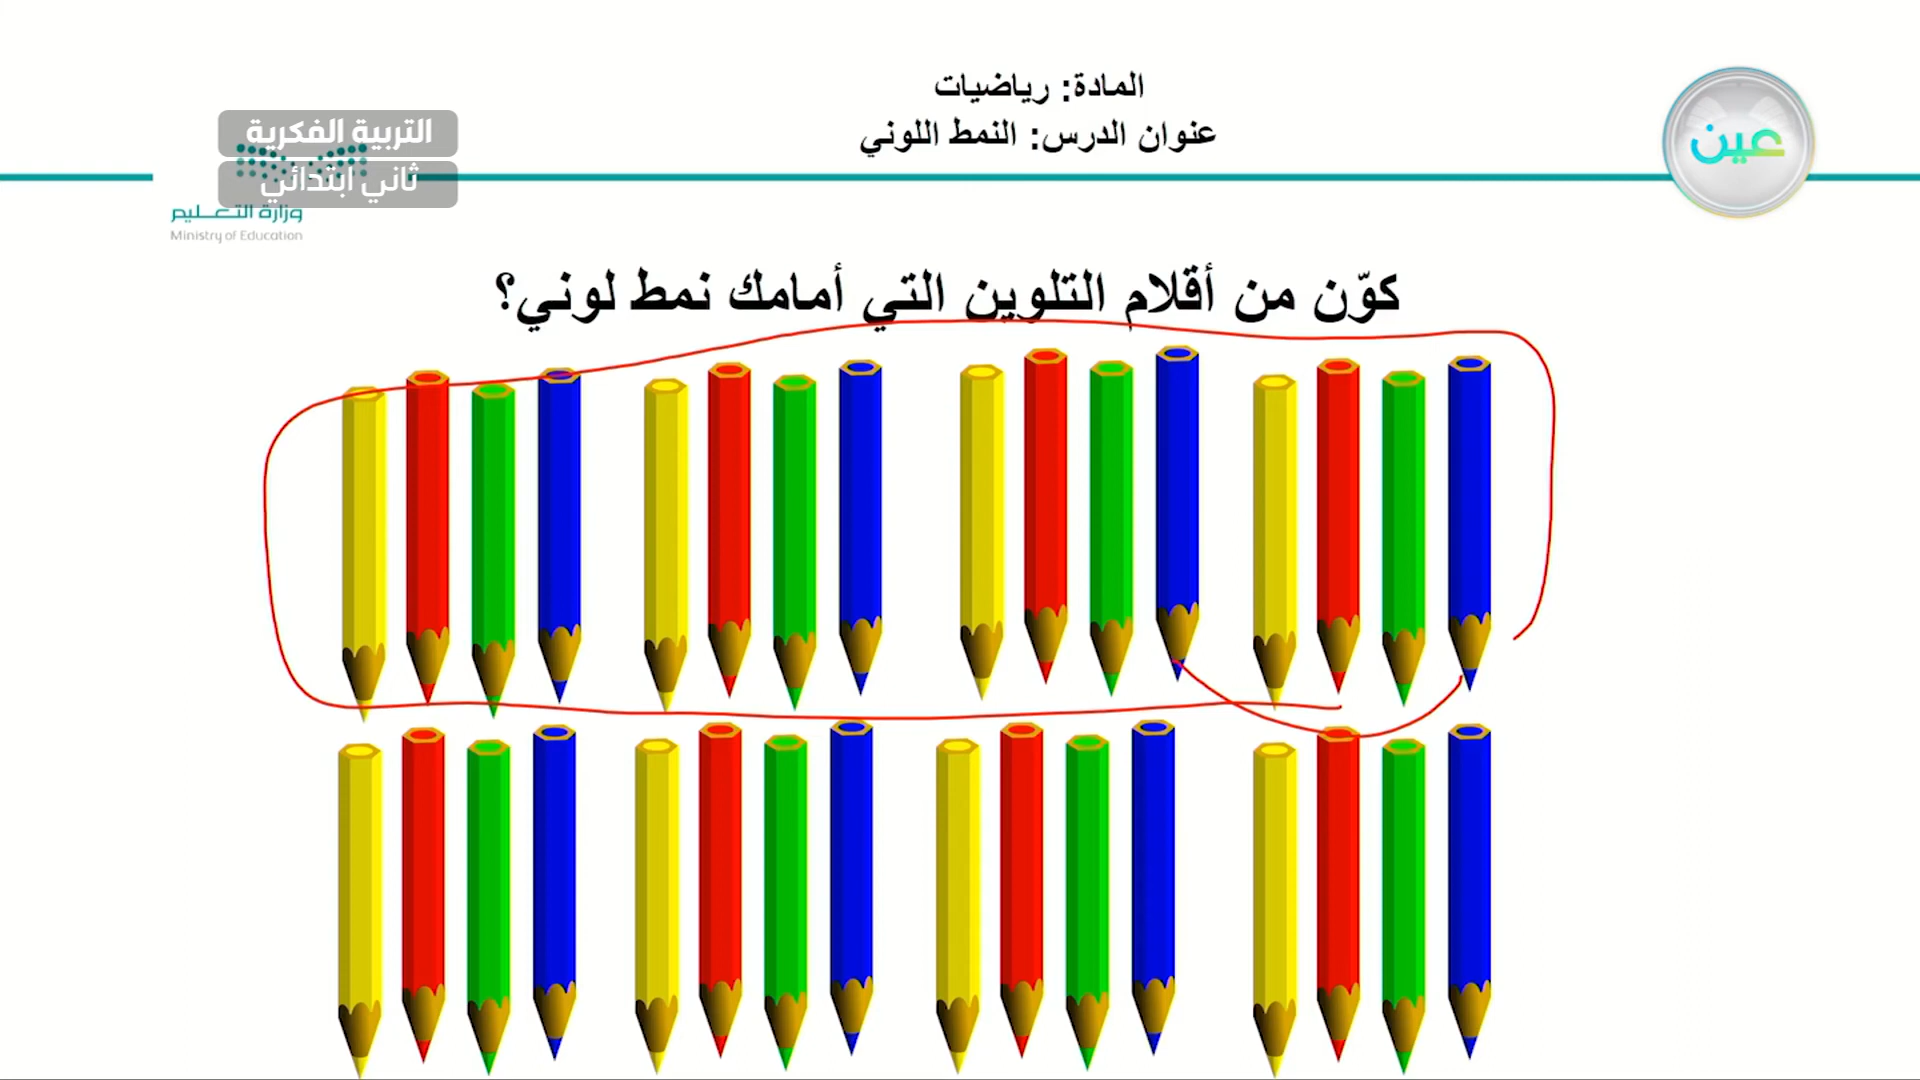 المادة: رياضيات
عنوان الدرس: النمط اللوني
عين
التربية الفكرية
ثاني ابتدائي
وزارة التعليم
Ministry of Education
كوّن من أقلام التلوين التي أمامك نمط لوني؟